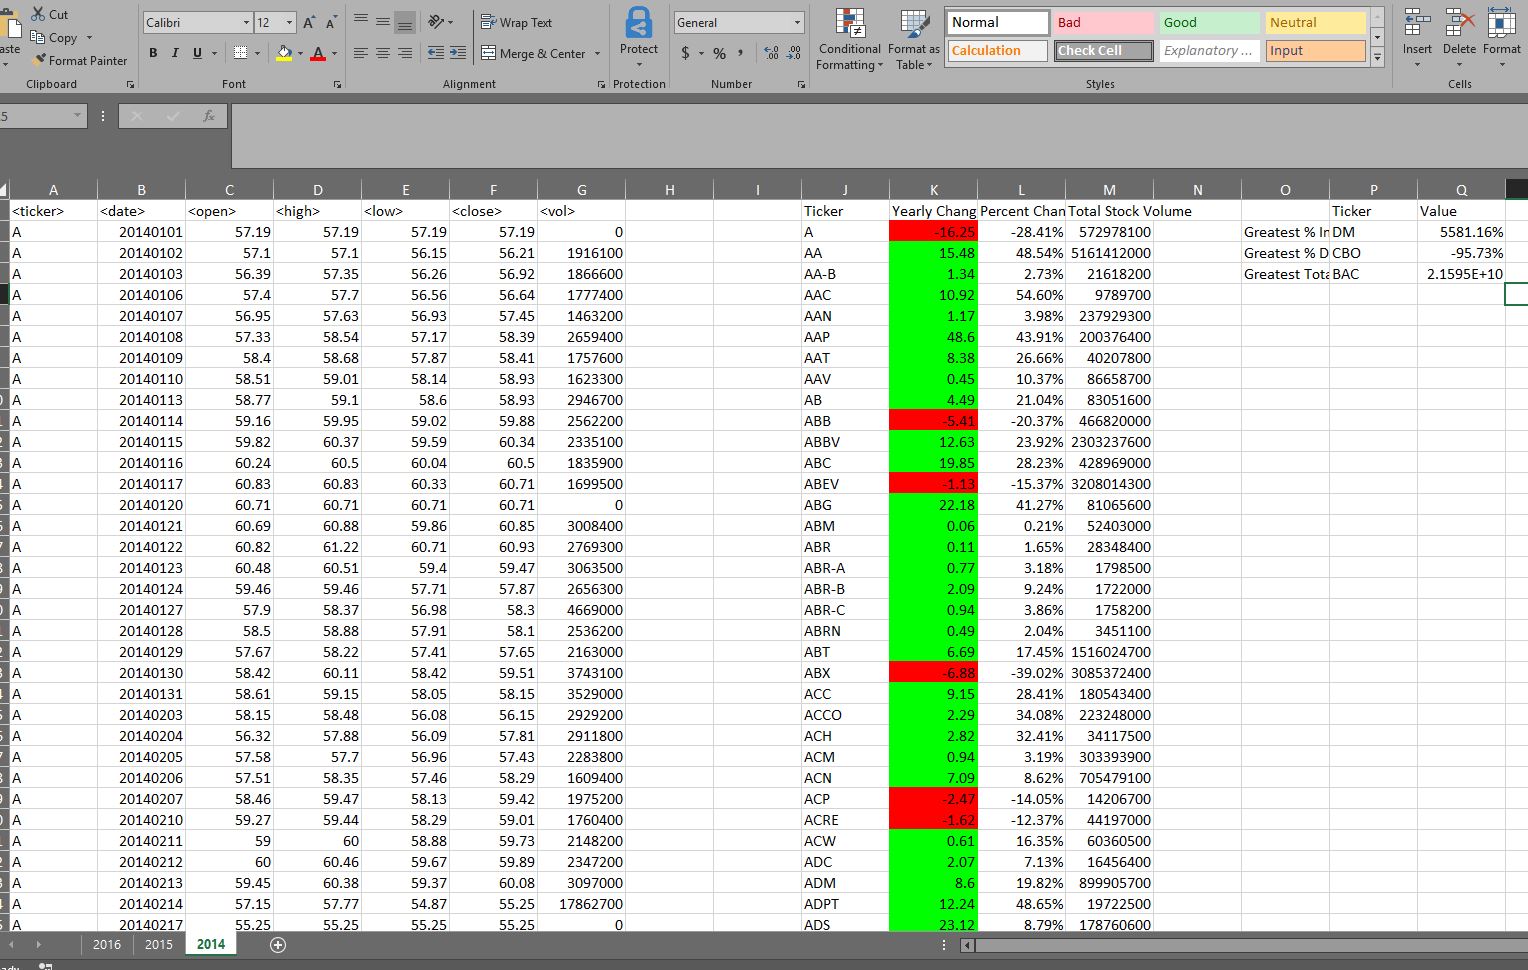 Cut
Copy
Format Painter
Clipboard
Calibri 12 A A
B I U A
Font
Wrap Text
Merge & Center
Alignment
Protect
Protection
General
$ % ,
Number
Conditional Formatting
Format as Table
Normal Bad Good Neutral
Calculation Check Cell Explanatory ... Input
Styles
Insert Delete Format
Cells
fx
A B C D E F G H I J K L M N O P Q
<ticker> <date> <open> <high> <low> <close> <vol> Ticker Yearly Chang Percent Chan Total Stock Volume Ticker Value
A 20140101 57.19 57.19 57.19 57.19 0 A -16.25 -28.41% 572978100 Greatest % In DM 5581.16%
A 20140102 57.1 57.1 56.15 56.21 1916100 AA 15.48 48.54% 5161412000 Greatest % D CBO -95.73%
A 20140103 56.39 57.35 56.26 56.92 1866600 AA-B 1.34 2.73% 21618200 Greatest Tota BAC 2.1595E+10
A 20140106 57.4 57.7 56.56 56.64 1777400 AAC 10.92 54.60% 9789700
A 20140107 56.95 57.63 56.93 57.45 1463200 AAN 1.17 3.98% 237929300
A 20140108 57.33 58.54 57.17 58.39 2659400 AAP 48.6 43.91% 200376400
A 20140109 58.4 58.68 57.87 58.41 1757600 AAT 8.38 26.66% 40207800
A 20140110 58.51 59.01 58.14 58.93 1623300 AAV 0.45 10.37% 86658700
A 20140113 58.77 59.1 58.6 58.93 2946700 AB 4.49 21.04% 83051600
A 20140114 59.16 59.95 59.02 59.88 2562200 ABB -5.41 -20.37% 466820000
A 20140115 59.82 60.37 59.59 60.34 2335100 ABBV 12.63 23.92% 2303237600
A 20140116 60.24 60.5 60.04 60.5 1835900 ABC 19.85 28.23% 428969000
A 20140117 60.83 60.83 60.33 60.71 1699500 ABEV -1.13 -15.37% 3208014300
A 20140120 60.71 60.71 60.71 60.71 0 ABG 22.18 41.27% 81065600
A 20140121 60.69 60.88 59.86 60.85 3008400 ABM 0.06 0.21% 52403000
A 20140122 60.82 61.22 60.71 60.93 2769300 ABR 0.11 1.65% 28348400
A 20140123 60.48 60.51 59.4 59.47 3063500 ABR-A 0.77 3.18% 1798500
A 20140124 59.46 59.46 57.71 57.87 2656300 ABR-B 2.09 9.24% 1722000
A 20140127 57.9 58.37 56.98 58.3 4669000 ABR-C 0.94 3.86% 1758200
A 20140128 58.5 58.88 57.91 58.1 2536200 ABRN 0.49 2.04% 3451100
A 20140129 57.67 58.22 57.41 57.65 2163000 ABT 6.69 17.45% 1516024700
A 20140130 58.42 60.11 58.42 59.51 3743100 ABX -6.88 -39.02% 3085372400
A 20140131 58.61 59.15 58.05 58.15 3529000 ACC 9.15 28.41% 180543400
A 20140203 58.15 58.48 56.08 56.15 2929200 ACCO 2.29 34.08% 223248000
A 20140204 56.32 57.88 56.09 57.81 2911800 ACH 2.82 32.41% 34117500
A 20140205 57.58 57.7 56.96 57.43 2283800 ACM 0.94 3.19% 303393900
A 20140206 57.51 58.35 57.46 58.29 1609400 ACN 7.09 8.62% 705479100
A 20140207 58.46 59.47 58.13 59.42 1975200 ACP -2.47 -14.05% 14206700
A 20140210 59.27 59.44 58.29 59.01 1760400 ACRE -1.62 -12.37% 44197000
A 20140211 59 60 58.88 59.73 2148200 ACW 0.61 16.35% 60360500
A 20140212 60 60.46 59.67 59.89 2347200 ADC 2.07 7.13% 16456400
A 20140213 59.45 60.38 59.37 60.08 3097000 ADM 8.6 19.82% 899905700
A 20140214 57.15 57.77 54.87 55.25 17862700 ADPT 12.24 48.65% 19722500
A 20140217 55.25 55.25 55.25 55.25 0 ADS 23.12 8.79% 178760600
2016 2015 2014